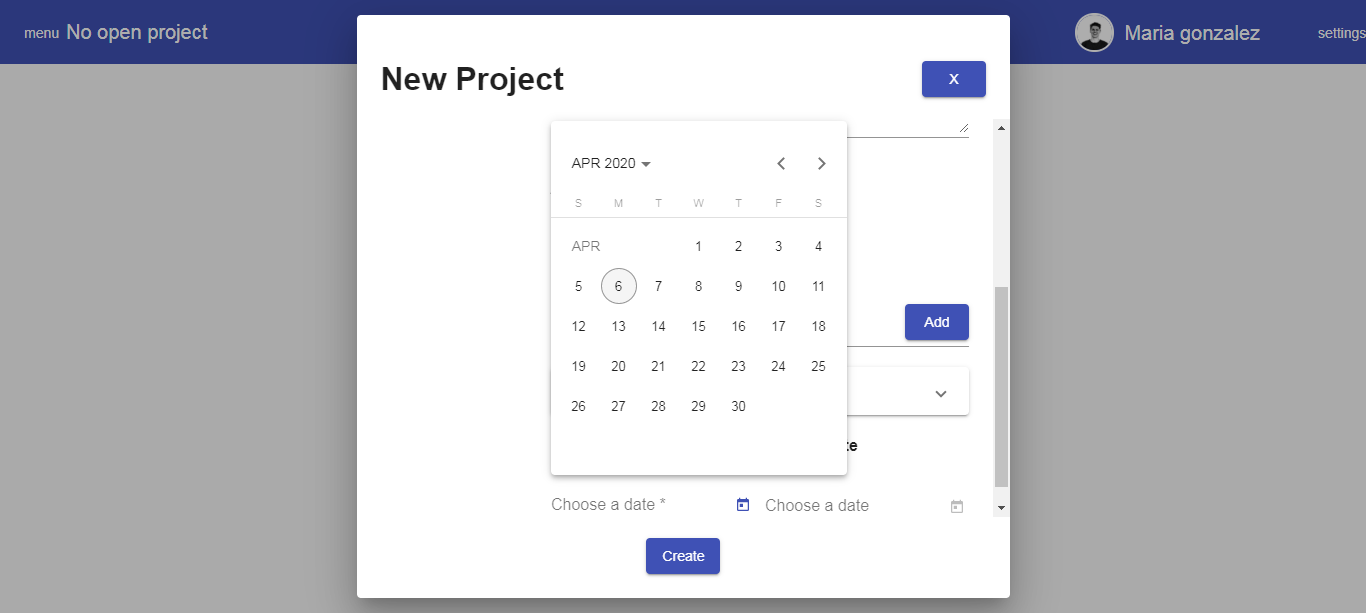 menu No open project
Maria gonzalez
settings
New Project
X
APR 2020
S M T W T F S
APR 1 2 3 4
5 6 7 8 9 10 11
12 13 14 15 16 17 18
Add
19 20 21 22 23 24 25
26 27 28 29 30
Choose a date *
Choose a date
Create